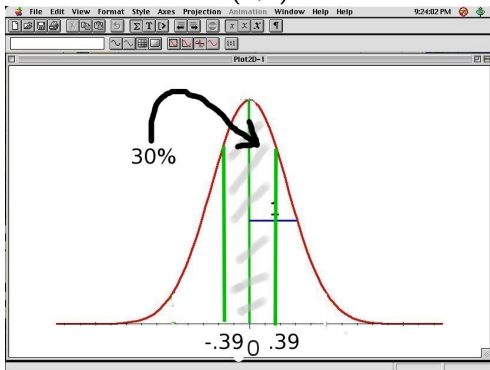 File Edit View Format Style Axes Projection Animation Window Help Help 9:24:02 PM
Σ T x x x ¶
Plot2D-1
30%
1
-.39 0 .39